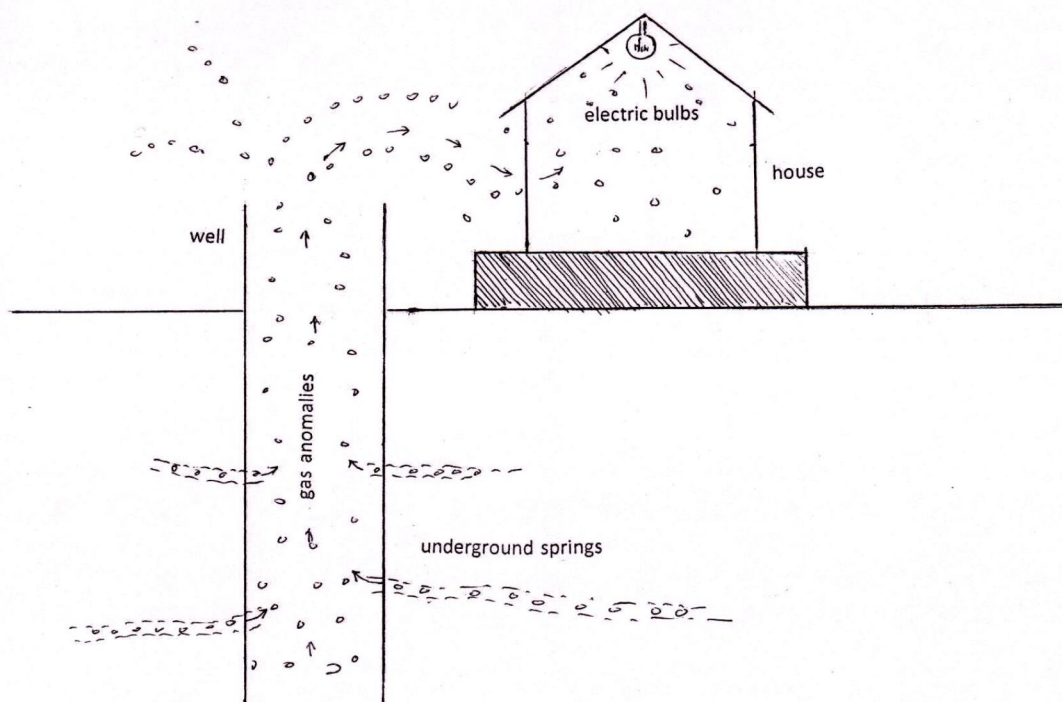 electric bulbs
house
well
gas anomalies
underground springs